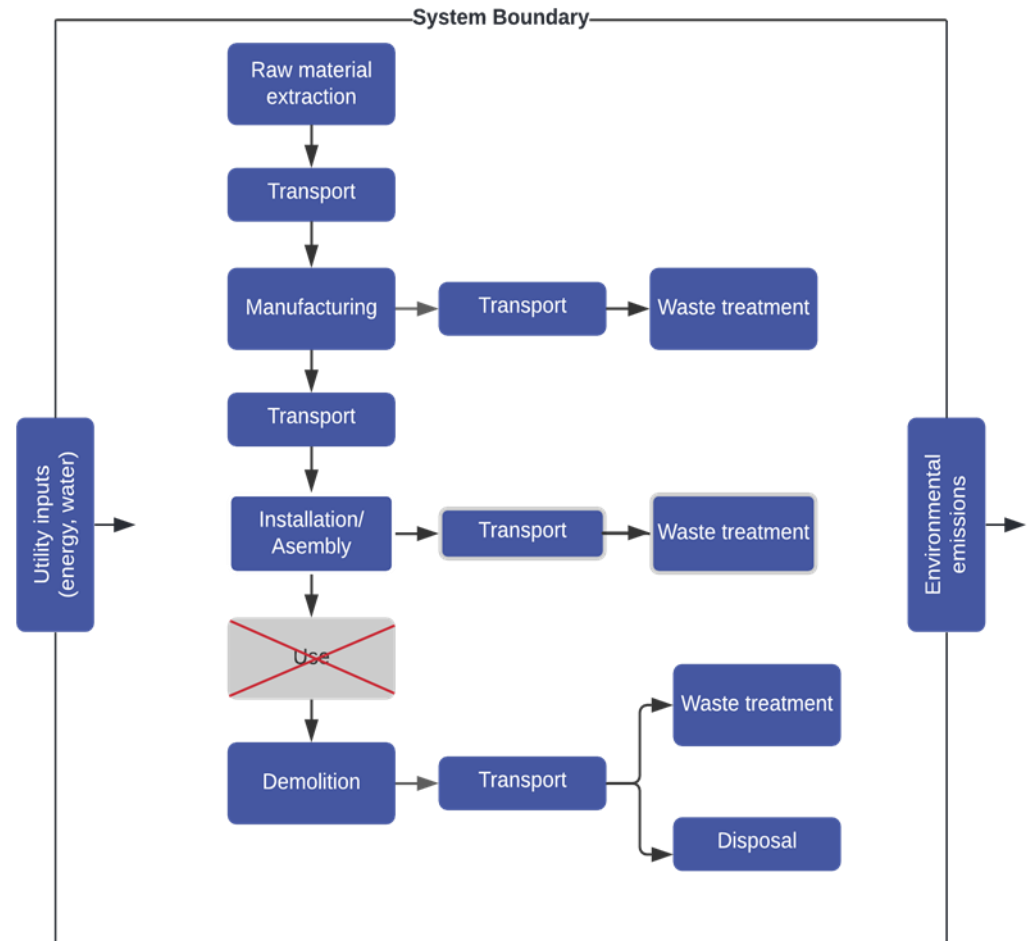 System Boundary
Raw material
extraction
Transport
Manufacturing
Transport
Waste treatment
Transport
Utility inputs
(energy, water)
Installation/
Asembly
Transport
Waste treatment
Environmental
emissions
Use
Demolition
Transport
Waste treatment
Disposal